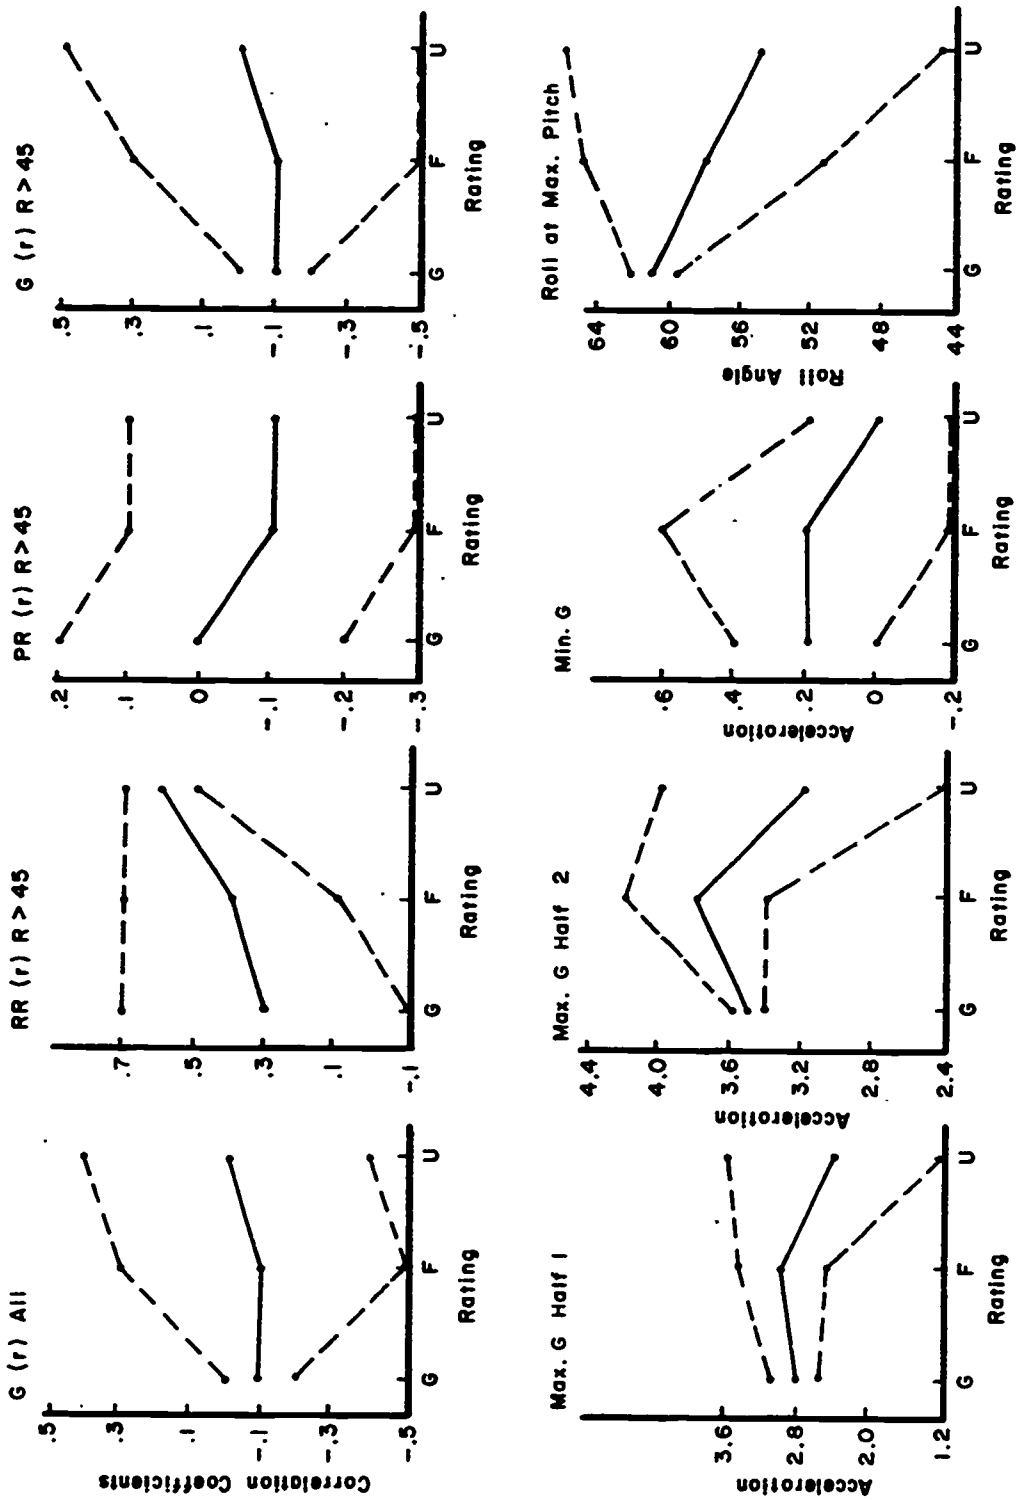 G (r) All
Correlation Coefficients
.5
.3
-.1
-.3
-.5
G F U
Rating
RR (r) R > 45
.7
.5
.3
.1
-.1
G F U
Rating
PR (r) R > 45
.2
.1
0
-.1
-.2
-.3
G F U
Rating
G (r) R > 45
.5
.3
.1
-.1
-.3
-.5
G F U
Rating
Max. G Half 1
Acceleration
3.6
2.8
2.0
1.2
G F U
Rating
Max. G Half 2
Acceleration
4.4
4.0
3.6
3.2
2.8
2.4
G F U
Rating
Min. G
Acceleration
.6
.4
.2
0
-.2
G F U
Rating
Roll at Max. Pitch
Roll Angle
64
60
56
52
48
44
G F U
Rating